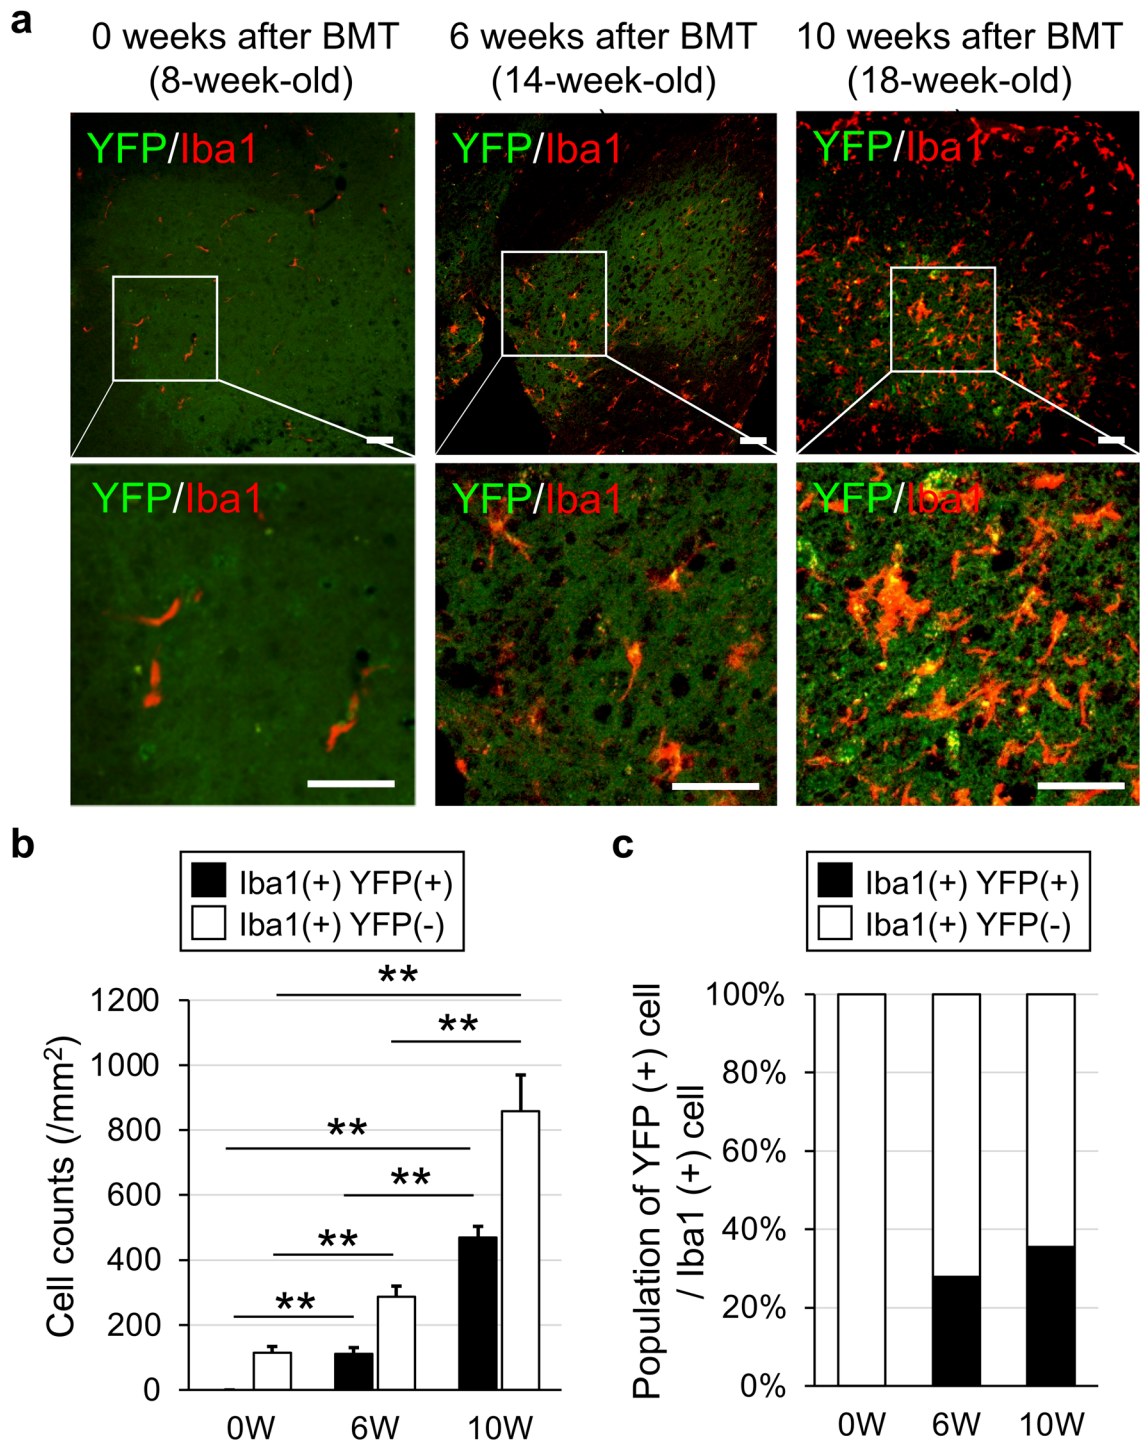 a
0 weeks after BMT
(8-week-old)
6 weeks after BMT
(14-week-old)
10 weeks after BMT
(18-week-old)
YFP/Iba1
YFP/Iba1
YFP/Iba1
YFP/Iba1
YFP/Iba1
YFP/Iba1
b
Iba1(+) YFP(+)
Iba1(+) YFP(-)
Cell counts (/mm²)
1200
1000
800
600
400
200
0
**
**
**
**
**
**
0W
6W
10W
c
Iba1(+) YFP(+)
Iba1(+) YFP(-)
Population of YFP (+) cell
/ Iba1 (+) cell
100%
80%
60%
40%
20%
0%
0W
6W
10W